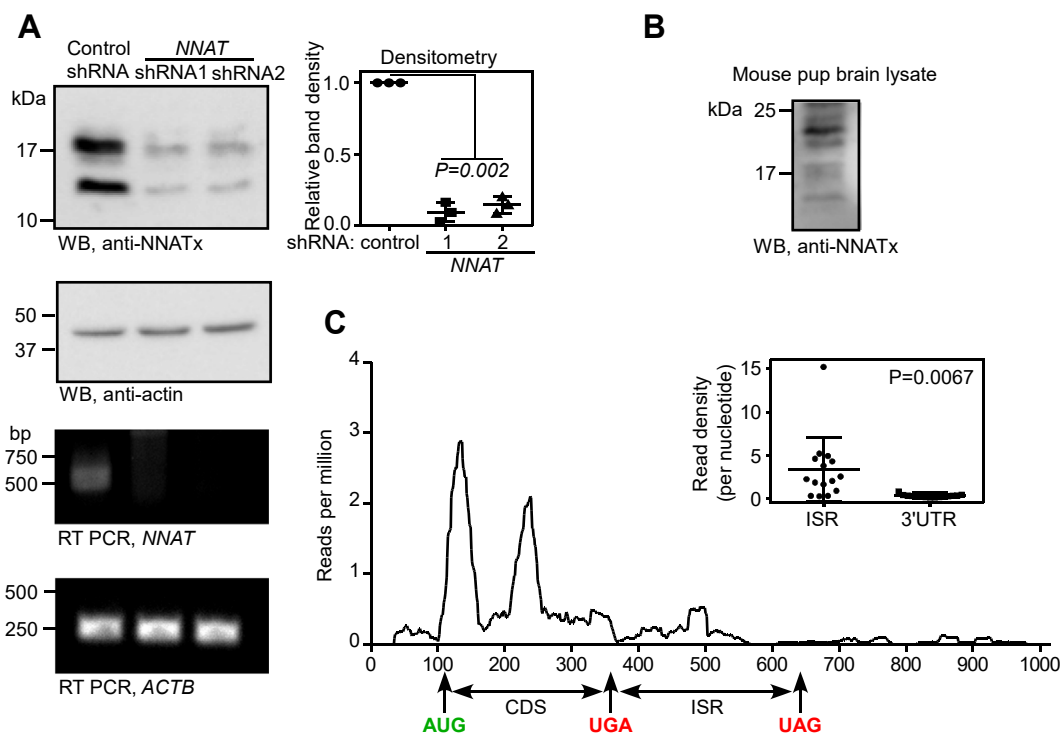 A
Control
shRNA
NNAT
shRNA1 shRNA2
kDa
17
10
WB, anti-NNATx
50
37
WB, anti-actin
bp
750
500
RT PCR, NNAT
500
250
RT PCR, ACTB
Densitometry
Relative band density
1.0
0.5
0.0
P=0.002
shRNA: control 1 2
NNAT
B
Mouse pup brain lysate
kDa
25
17
WB, anti-NNATx
C
Reads per million
4
3
2
1
0
0 100 200 300 400 500 600 700 800 900 1000
CDS
ISR
AUG
UGA
UAG
Read density
(per nucleotide)
15
10
5
0
P=0.0067
ISR
3'UTR